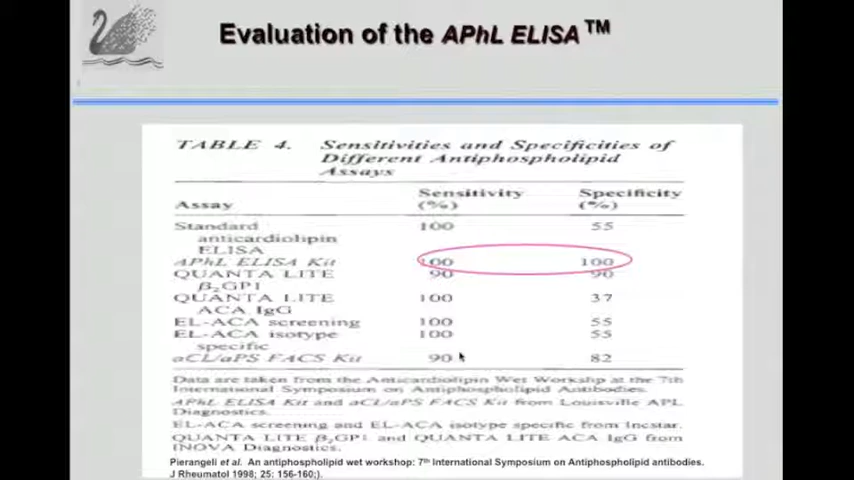 Evaluation of the APhL ELISA™
TABLE 4. Sensitivities and Specificities of
Different Antiphospholipid
Assays
Assay Sensitivity (%) Specificity (%)
Standard 100 55
anticardiolipin
ELISA
APhL ELISA Kit 100 100
QUANTA LITE 90 90
β₂GP1
QUANTA LITE 100 37
ACA IgG
EL-ACA screening 100 55
EL-ACA isotype 100 55
specific
aCL/aPS FACS Kit 90 82
Data are taken from the Anticardiolipin Wet Workshp at the 7th
International Symposium on Antiphospholipid Antibodies.
APhL ELISA Kit and aCL/aPS FACS Kit from Louisville APL
Diagnostics.
EL-ACA screening and EL-ACA isotype specific from Incstar.
QUANTA LITE β₂GP1 and QUANTA LITE ACA IgG from
INOVA Diagnostics.
Pierangeli et al. An antiphospholipid wet workshop: 7th International Symposium on Antiphospholipid antibodies.
J Rheumatol 1998; 25: 156-160;).